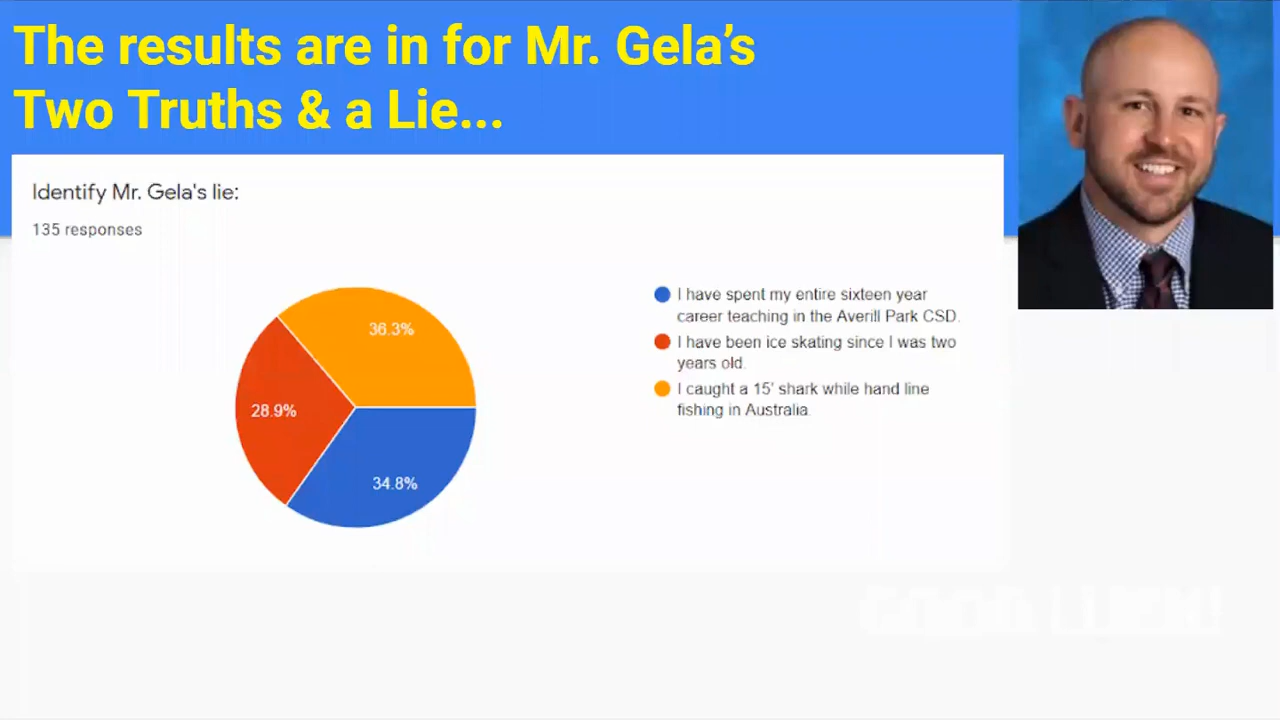 The results are in for Mr. Gela's
Two Truths & a Lie...
Identify Mr. Gela's lie:
135 responses
I have spent my entire sixteen year
career teaching in the Averill Park CSD.
I have been ice skating since I was two
years old.
I caught a 15' shark while hand line
fishing in Australia.
36.3%
28.9%
34.8%